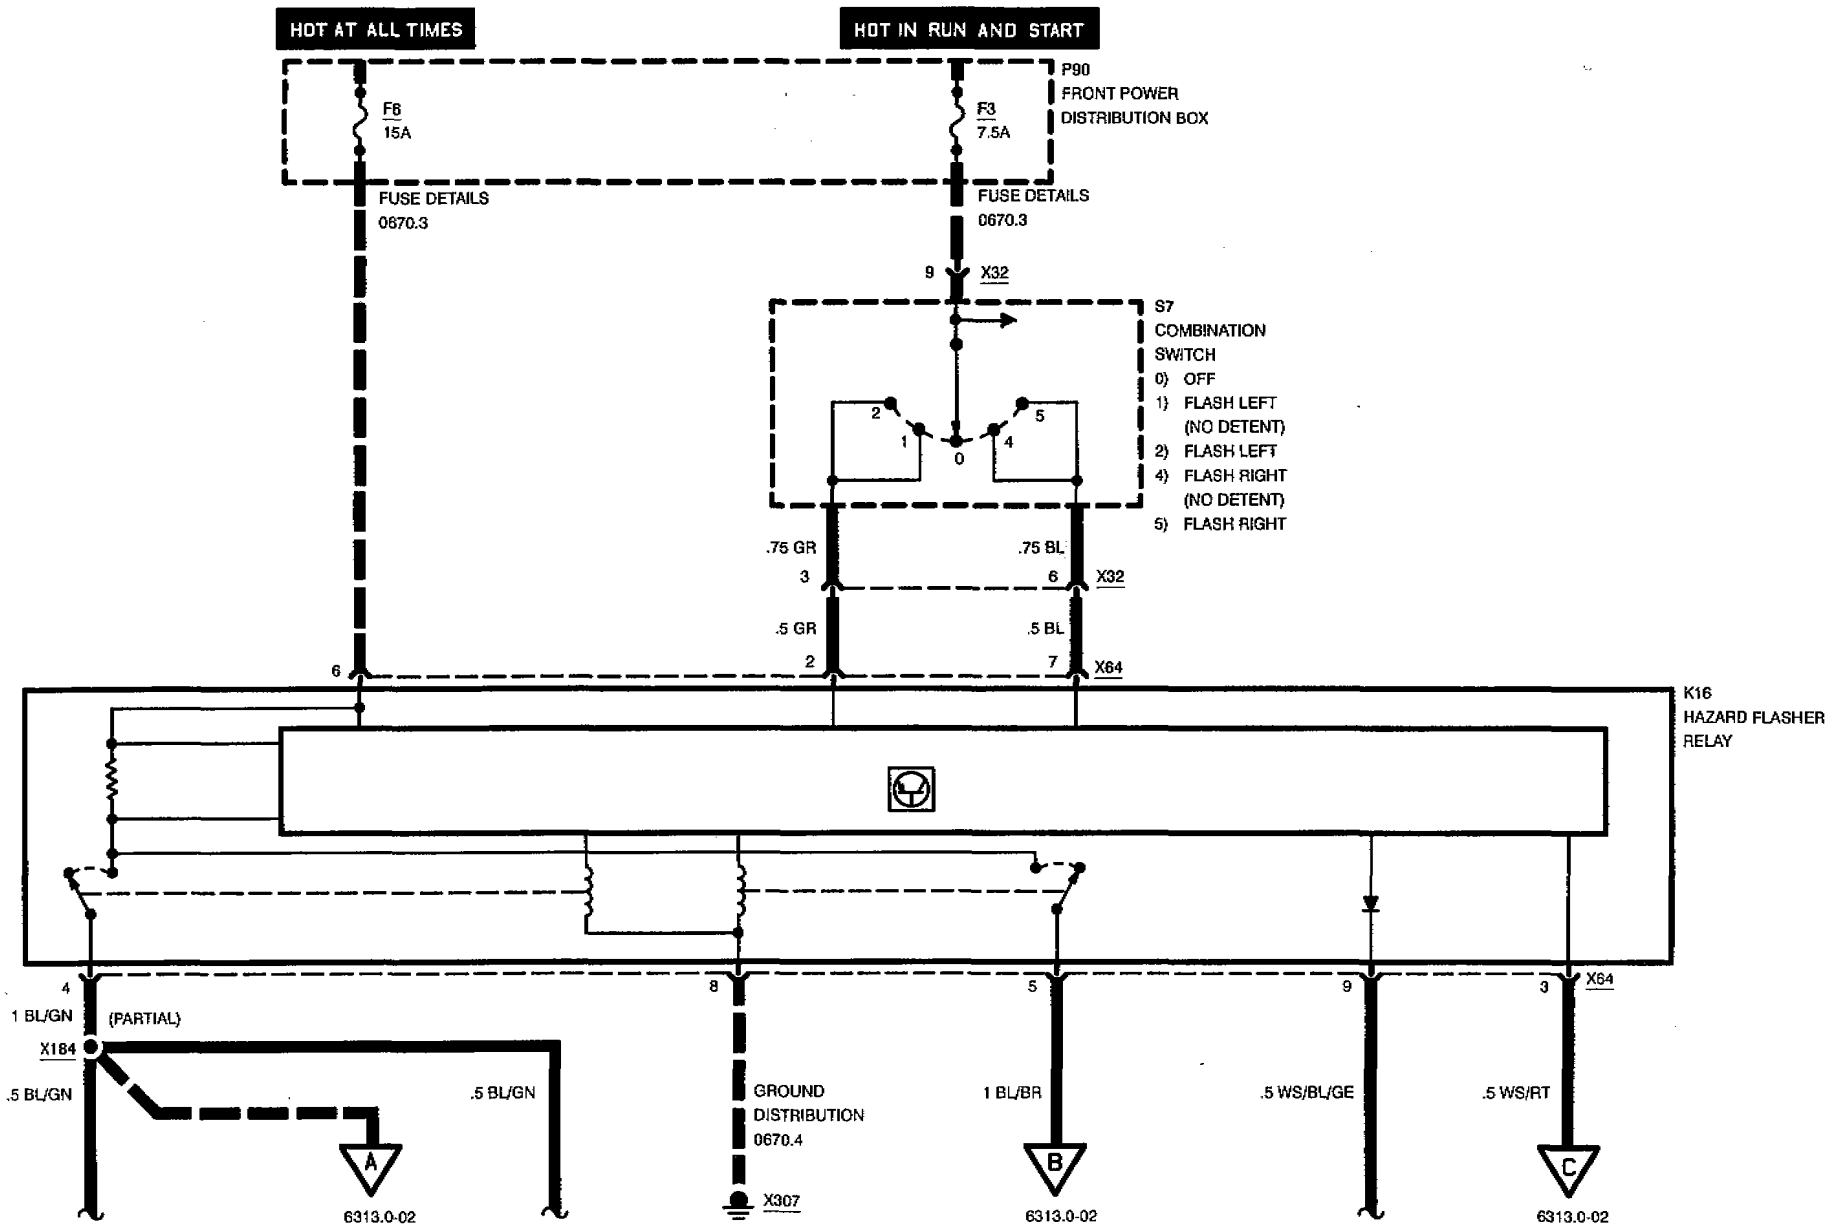 HOT AT ALL TIMES
HOT IN RUN AND START
P90
FRONT POWER
DISTRIBUTION BOX
F6
15A
F3
7.5A
FUSE DETAILS
0670.3
FUSE DETAILS
0670.3
9
X32
S7
COMBINATION
SWITCH
0) OFF
1) FLASH LEFT
(NO DETENT)
2) FLASH LEFT
4) FLASH RIGHT
(NO DETENT)
5) FLASH RIGHT
2
1
0
4
5
.75 GR
.75 BL
3
6
X32
.5 GR
.5 BL
6
2
7
X64
K16
HAZARD FLASHER
RELAY
4
8
5
9
3
X64
1 BL/GN
(PARTIAL)
X184
.5 BL/GN
.5 BL/GN
GROUND
DISTRIBUTION
0670.4
1 BL/BR
.5 WS/BL/GE
.5 WS/RT
A
B
C
X307
6313.0-02
6313.0-02
6313.0-02